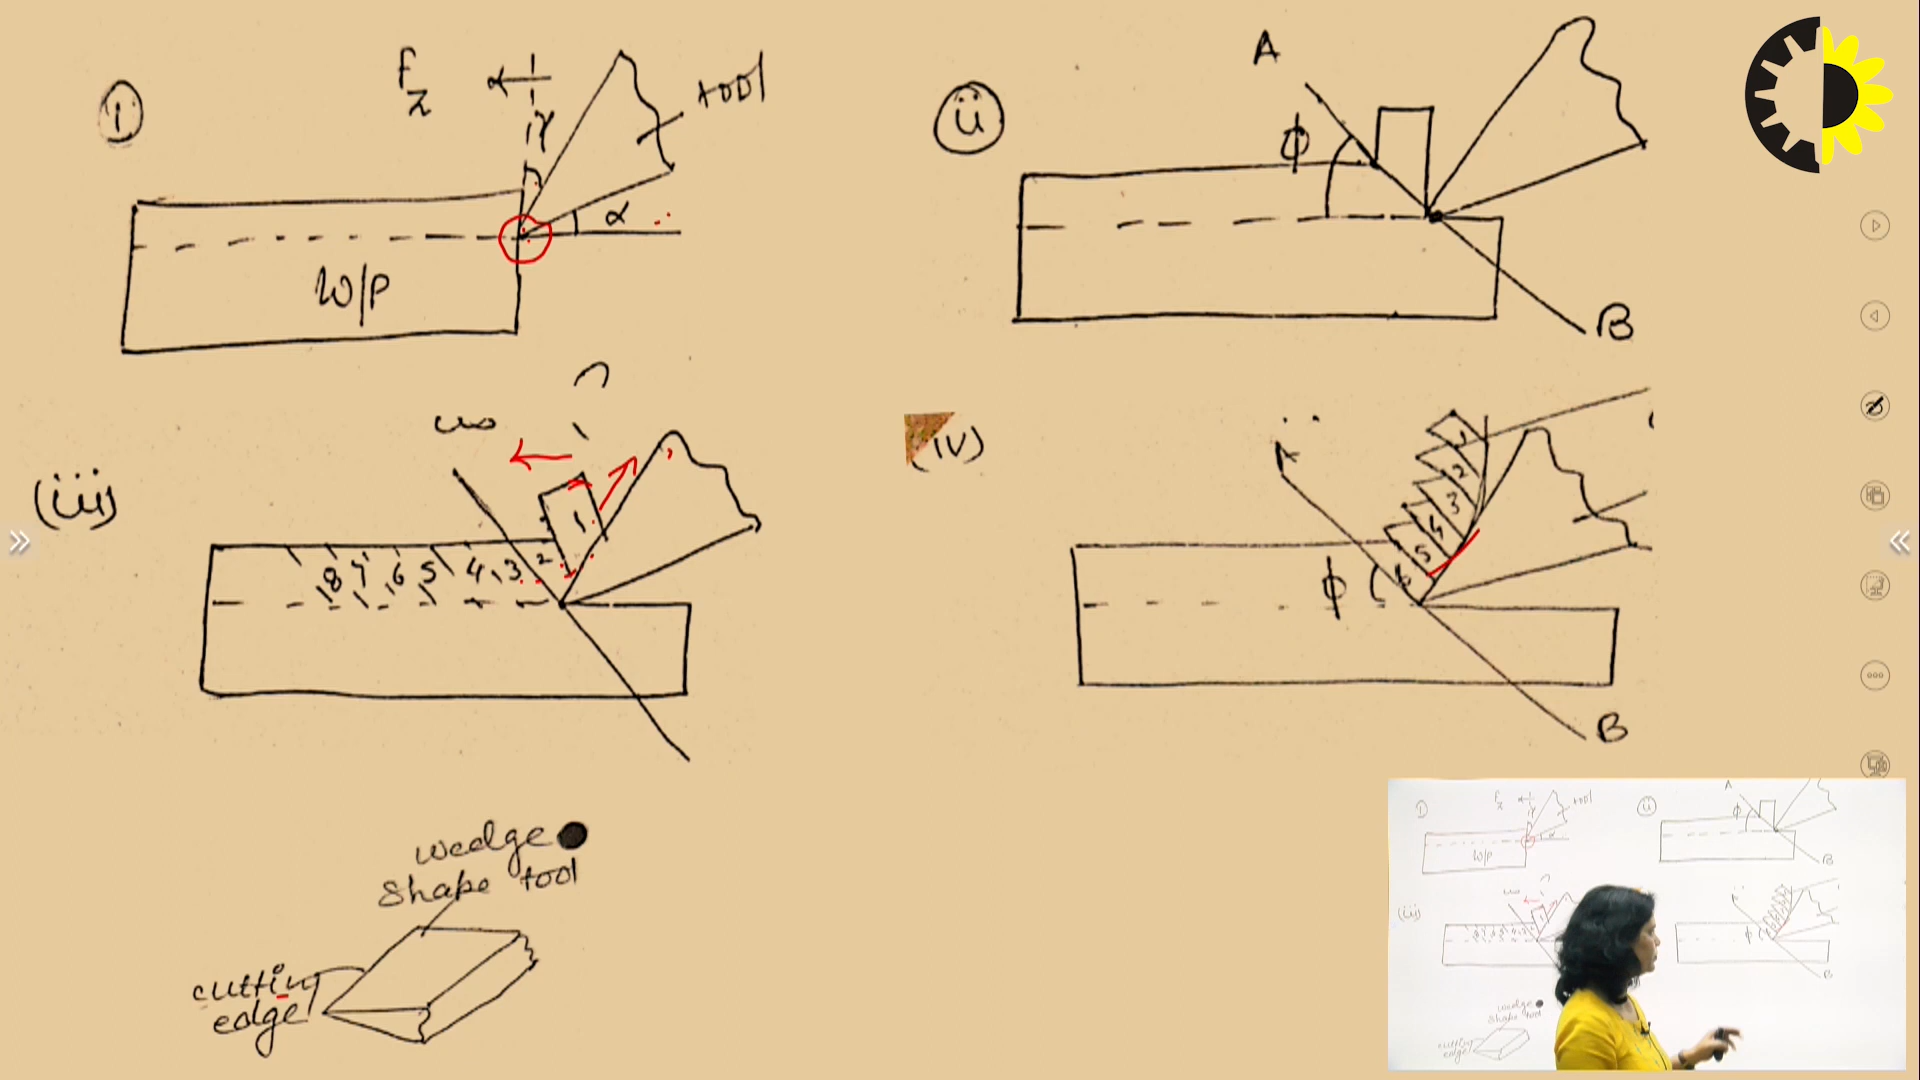 i
Fz
γ
tool
α
W/P
ii
A
ϕ
B
(iii)
1
8 7 6 5 4 3 2
(iv)
1
2
3
4
5
6
ϕ
B
wedge
shape tool
cutting
edge